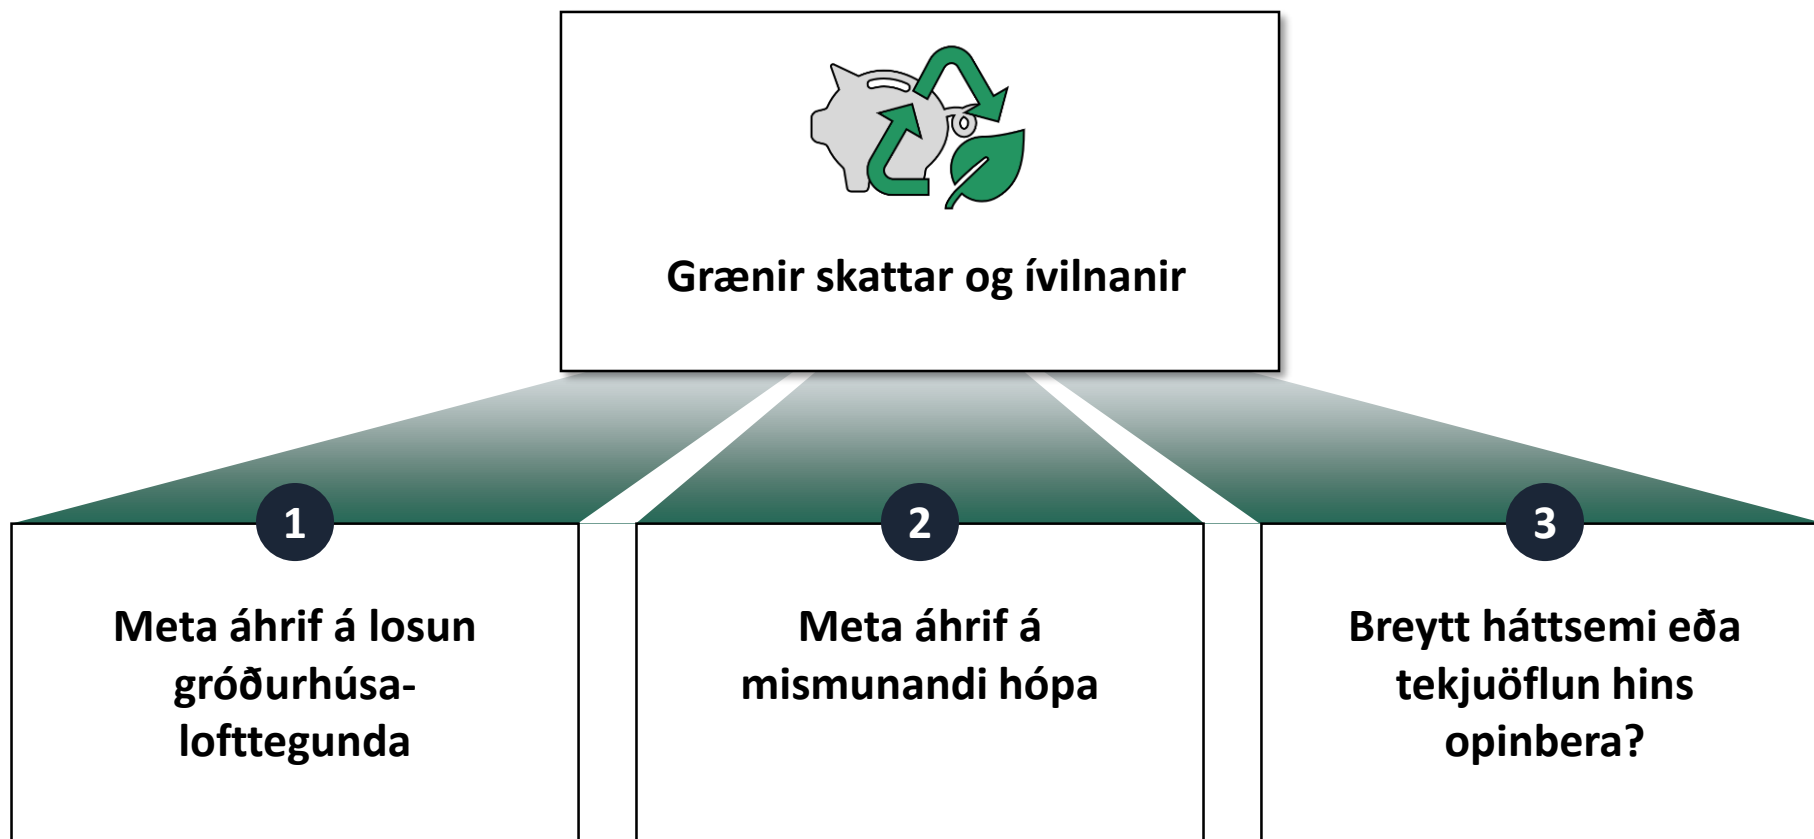 Grænir skattar og ívilnanir
1
Meta áhrif á losun
gróðurhúsa-
lofttegunda
2
Meta áhrif á
mismunandi hópa
3
Breytt háttsemi eða
tekjuöflun hins
opinbera?